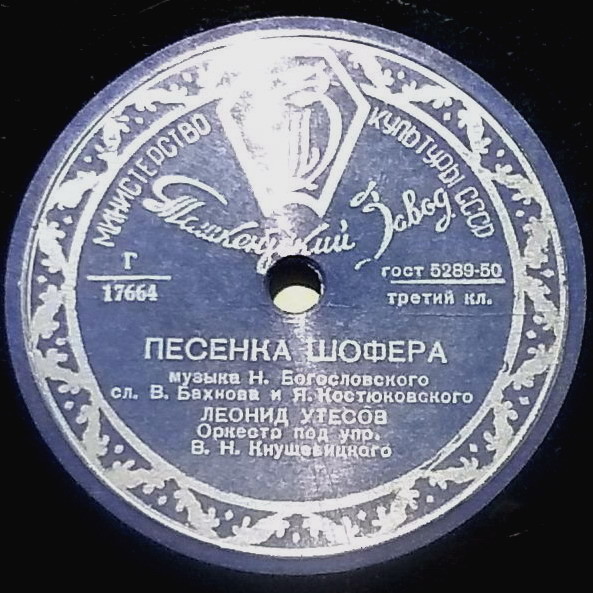 МИНИСТЕРСТВО КУЛЬТУРЫ СССР
Ташкентский Завод
Г
17664
ГОСТ 5289-50
ТРЕТИЙ КЛ.
ПЕСЕНКА ШОФЕРА
музыка Н. Богословского
сл. В. Бахнова и Я. Костюковского
ЛЕОНИД УТЕСОВ
Оркестр под упр.
В. Н. Кнушевицкого